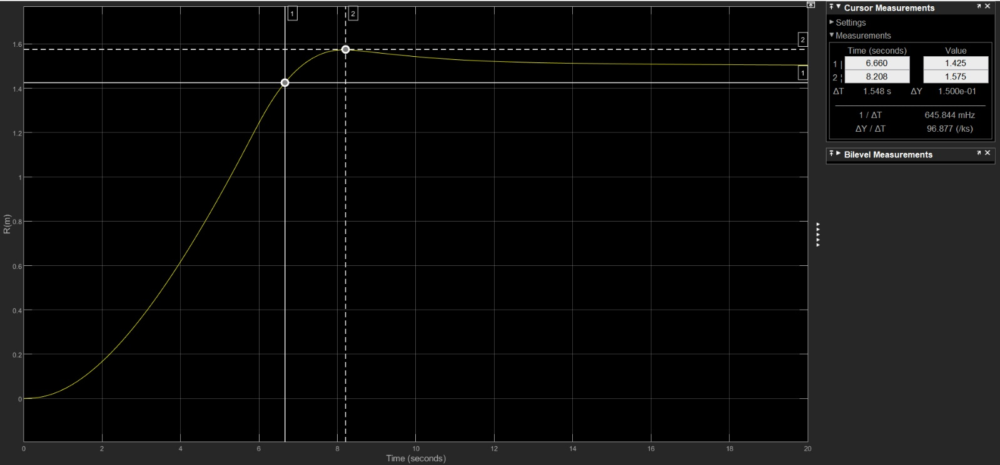 1
2
Cursor Measurements
Settings
Measurements
Time (seconds) Value
1 6.660 1.425
2 8.208 1.575
ΔT 1.548 s ΔY 1.500e-01
1 / ΔT 645.844 mHz
ΔY / ΔT 96.877 (/ks)
Bilevel Measurements
2
1
R(m)
1.6
1.4
1.2
1
0.8
0.6
0.4
0.2
0
0 2 4 6 8 10 12 14 16 18 20
Time (seconds)